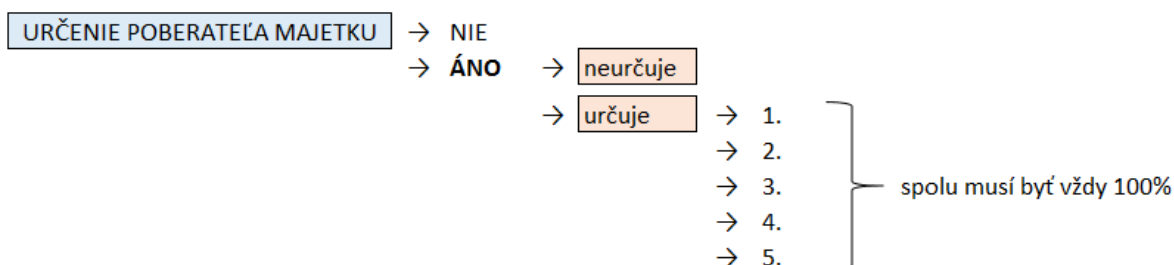 URČENIE POBERATEĽA MAJETKU → NIE
→ ÁNO → neurčuje
→ určuje → 1.
→ 2.
→ 3. spolu musí byť vždy 100%
→ 4.
→ 5.